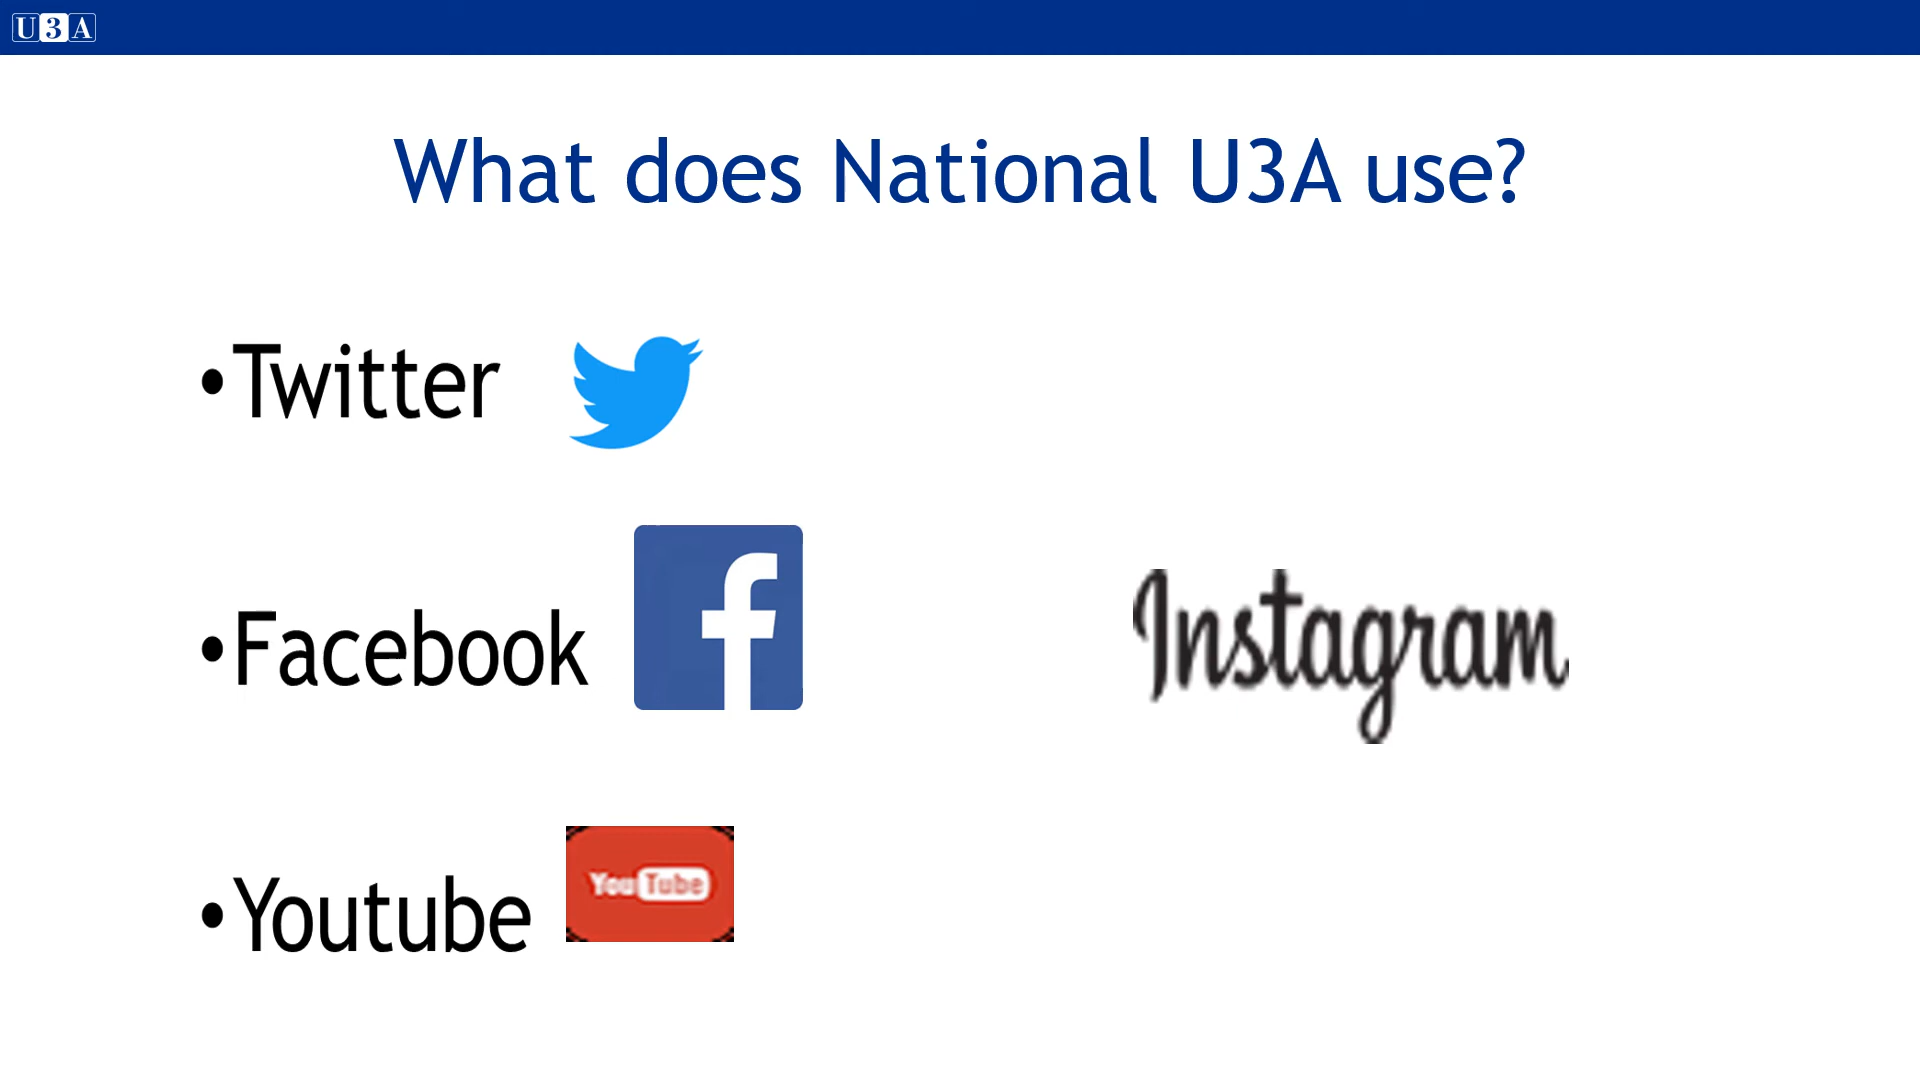 U3A
What does National U3A use?
•Twitter
•Facebook
Instagram
•Youtube
You Tube